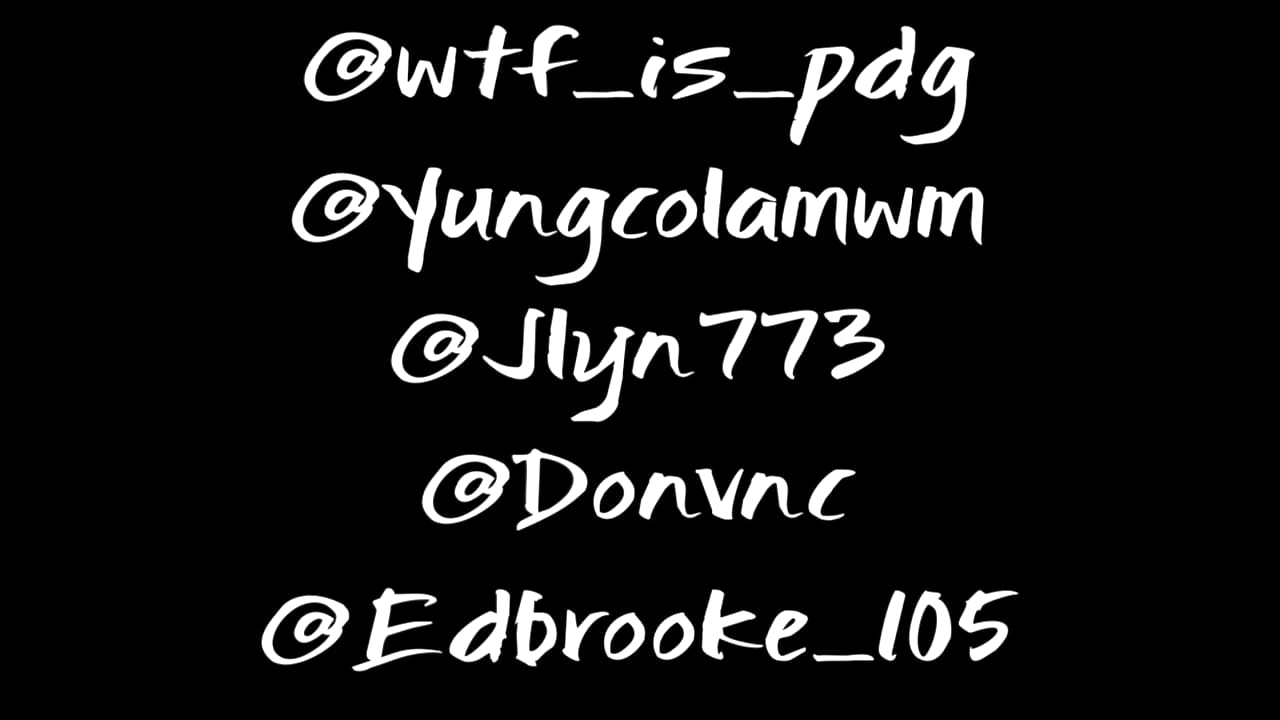 @wtf_is_pdg
@Yungcolamwm
@Jlyn773
@Donvnc
@Edbrooke_105